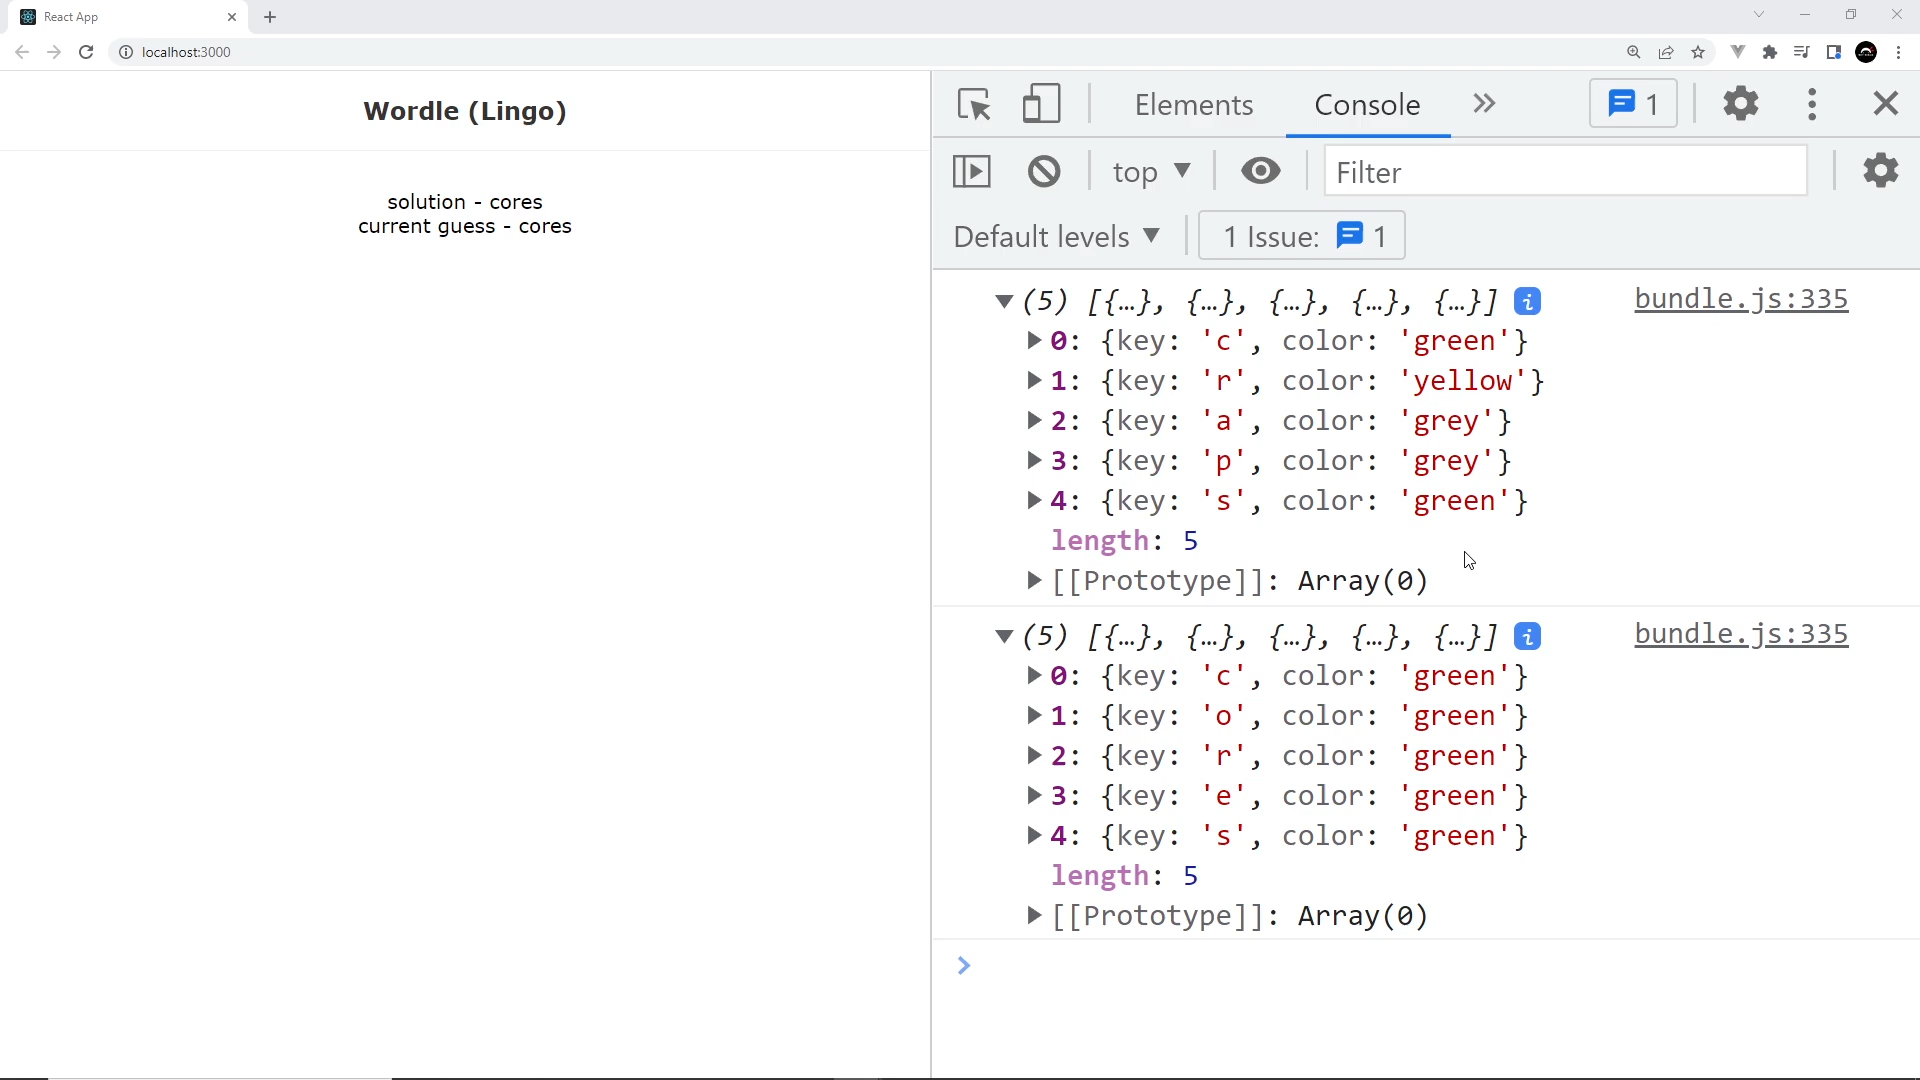 React App
localhost:3000
Wordle (Lingo)
solution - cores
current guess - cores
Elements Console 1
top Filter
Default levels 1 Issue: 1
(5) [{…}, {…}, {…}, {…}, {…}] i bundle.js:335
0: {key: 'c', color: 'green'}
1: {key: 'r', color: 'yellow'}
2: {key: 'a', color: 'grey'}
3: {key: 'p', color: 'grey'}
4: {key: 's', color: 'green'}
length: 5
[[Prototype]]: Array(0)
(5) [{…}, {…}, {…}, {…}, {…}] i bundle.js:335
0: {key: 'c', color: 'green'}
1: {key: 'o', color: 'green'}
2: {key: 'r', color: 'green'}
3: {key: 'e', color: 'green'}
4: {key: 's', color: 'green'}
length: 5
[[Prototype]]: Array(0)